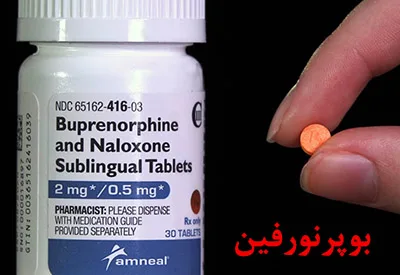 NDC 65162-416-03
Buprenorphine
and Naloxone
Sublingual Tablets
2 mg*/0.5 mg*
PHARMACIST: PLEASE DISPENSE
WITH MEDICATION GUIDE
PROVIDED SEPARATELY
Rx only
30 TABLETS
amneal
بوپرنورفین